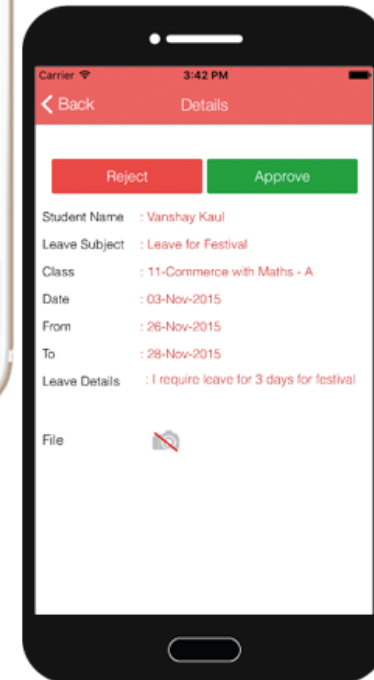 Carrier 3:42 PM
Back Details
Reject Approve
Student Name : Vanshay Kaul
Leave Subject : Leave for Festival
Class : 11-Commerce with Maths - A
Date : 03-Nov-2015
From : 26-Nov-2015
To : 28-Nov-2015
Leave Details : I require leave for 3 days for festival
File